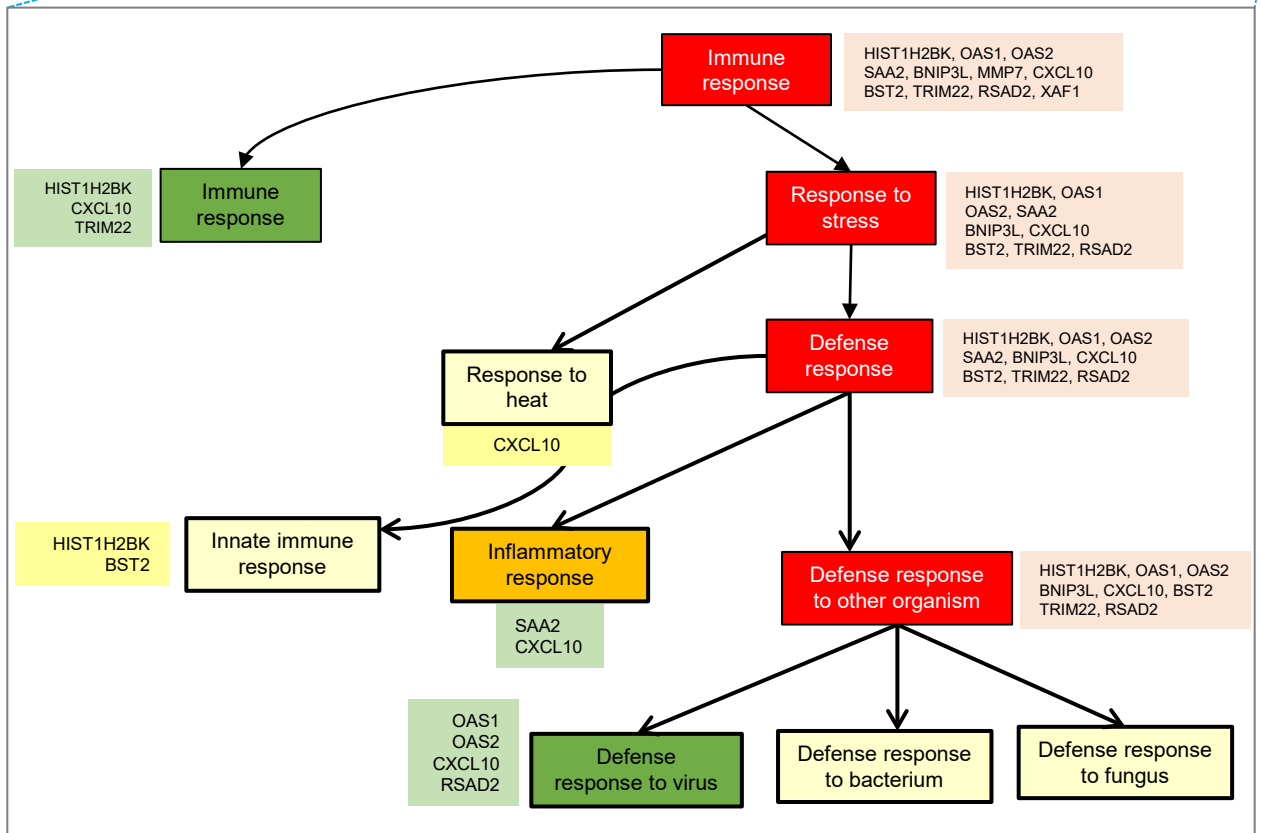 Immune
response
HIST1H2BK, OAS1, OAS2
SAA2, BNIP3L, MMP7, CXCL10
BST2, TRIM22, RSAD2, XAF1
HIST1H2BK
CXCL10
TRIM22
Immune
response
Response to
stress
HIST1H2BK, OAS1
OAS2, SAA2
BNIP3L, CXCL10
BST2, TRIM22, RSAD2
Defense
response
HIST1H2BK, OAS1, OAS2
SAA2, BNIP3L, CXCL10
BST2, TRIM22, RSAD2
Response to
heat
CXCL10
HIST1H2BK
BST2
Innate immune
response
Inflammatory
response
SAA2
CXCL10
Defense response
to other organism
HIST1H2BK, OAS1, OAS2
BNIP3L, CXCL10, BST2
TRIM22, RSAD2
OAS1
OAS2
CXCL10
RSAD2
Defense
response to virus
Defense response
to bacterium
Defense response
to fungus